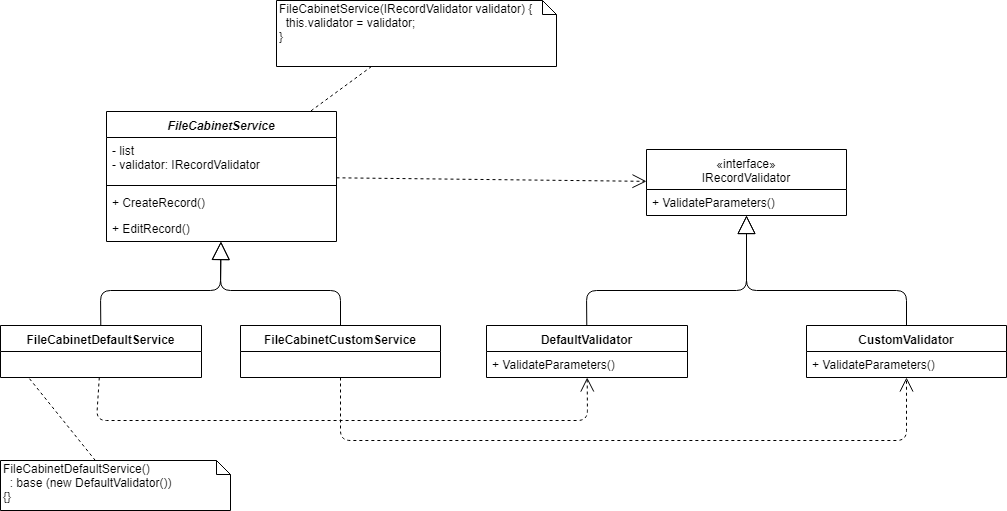 FileCabinetService(IRecordValidator validator) {
this.validator = validator;
}
FileCabinetService
- list
- validator: IRecordValidator
+ CreateRecord()
+ EditRecord()
«interface»
IRecordValidator
+ ValidateParameters()
FileCabinetDefaultService
FileCabinetCustomService
DefaultValidator
+ ValidateParameters()
CustomValidator
+ ValidateParameters()
FileCabinetDefaultService()
: base (new DefaultValidator())
{}